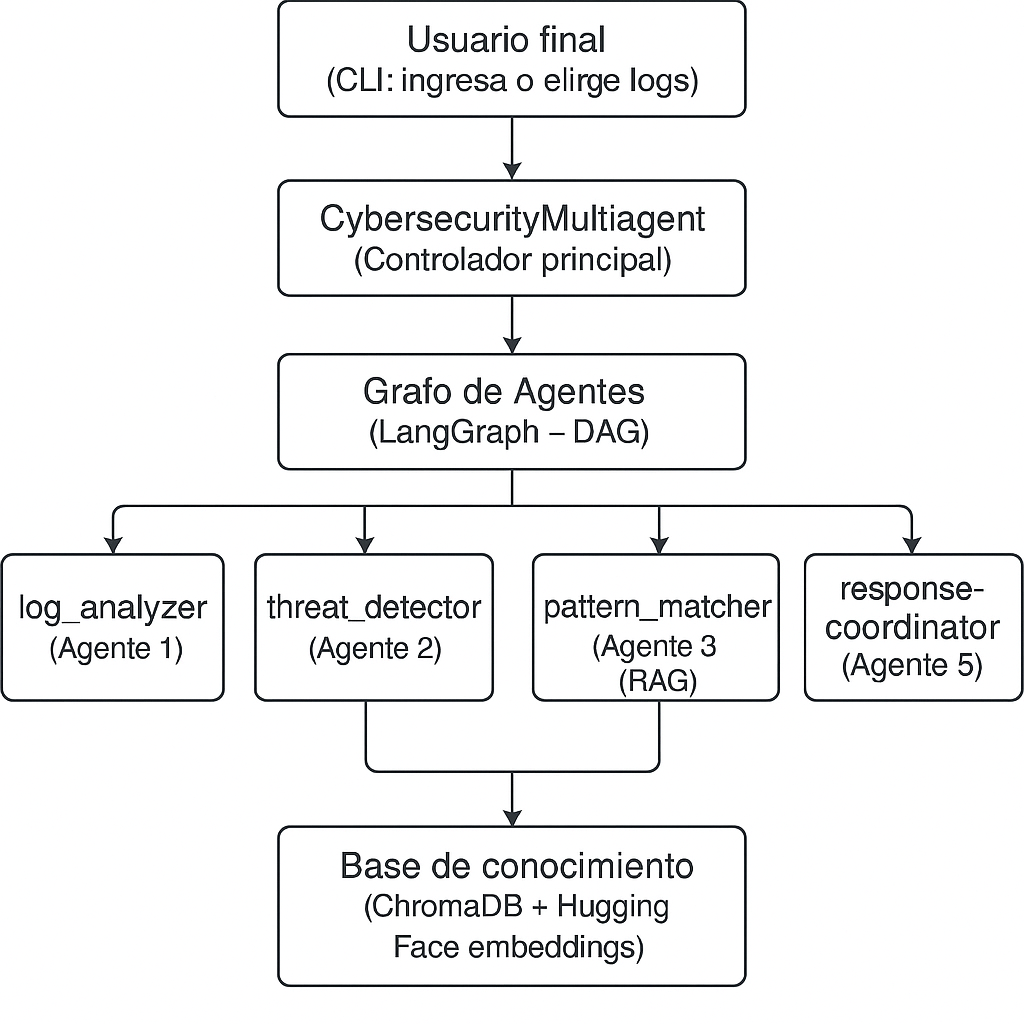 Usuario final
(CLI: ingresa o elirge logs)
CybersecurityMultiagent
(Controlador principal)
Grafo de Agentes
(LangGraph – DAG)
log_analyzer
(Agente 1)
threat_detector
(Agente 2)
pattern_matcher
(Agente 3
(RAG)
response-
coordinator
(Agente 5)
Base de conocimiento
(ChromaDB + Hugging
Face embeddings)